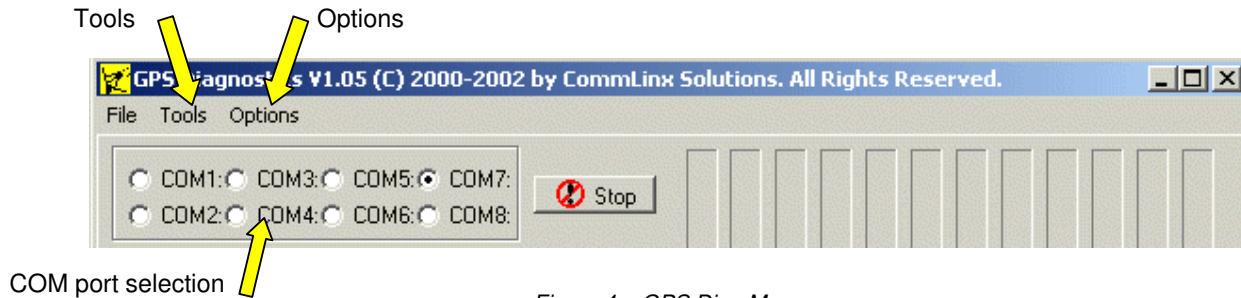 Tools Options
GPS Diagnostics V1.05 (C) 2000-2002 by CommLinx Solutions. All Rights Reserved.
File Tools Options
COM1: COM3: COM5: COM7:
Stop
COM2: COM4: COM6: COM8:
COM port selection